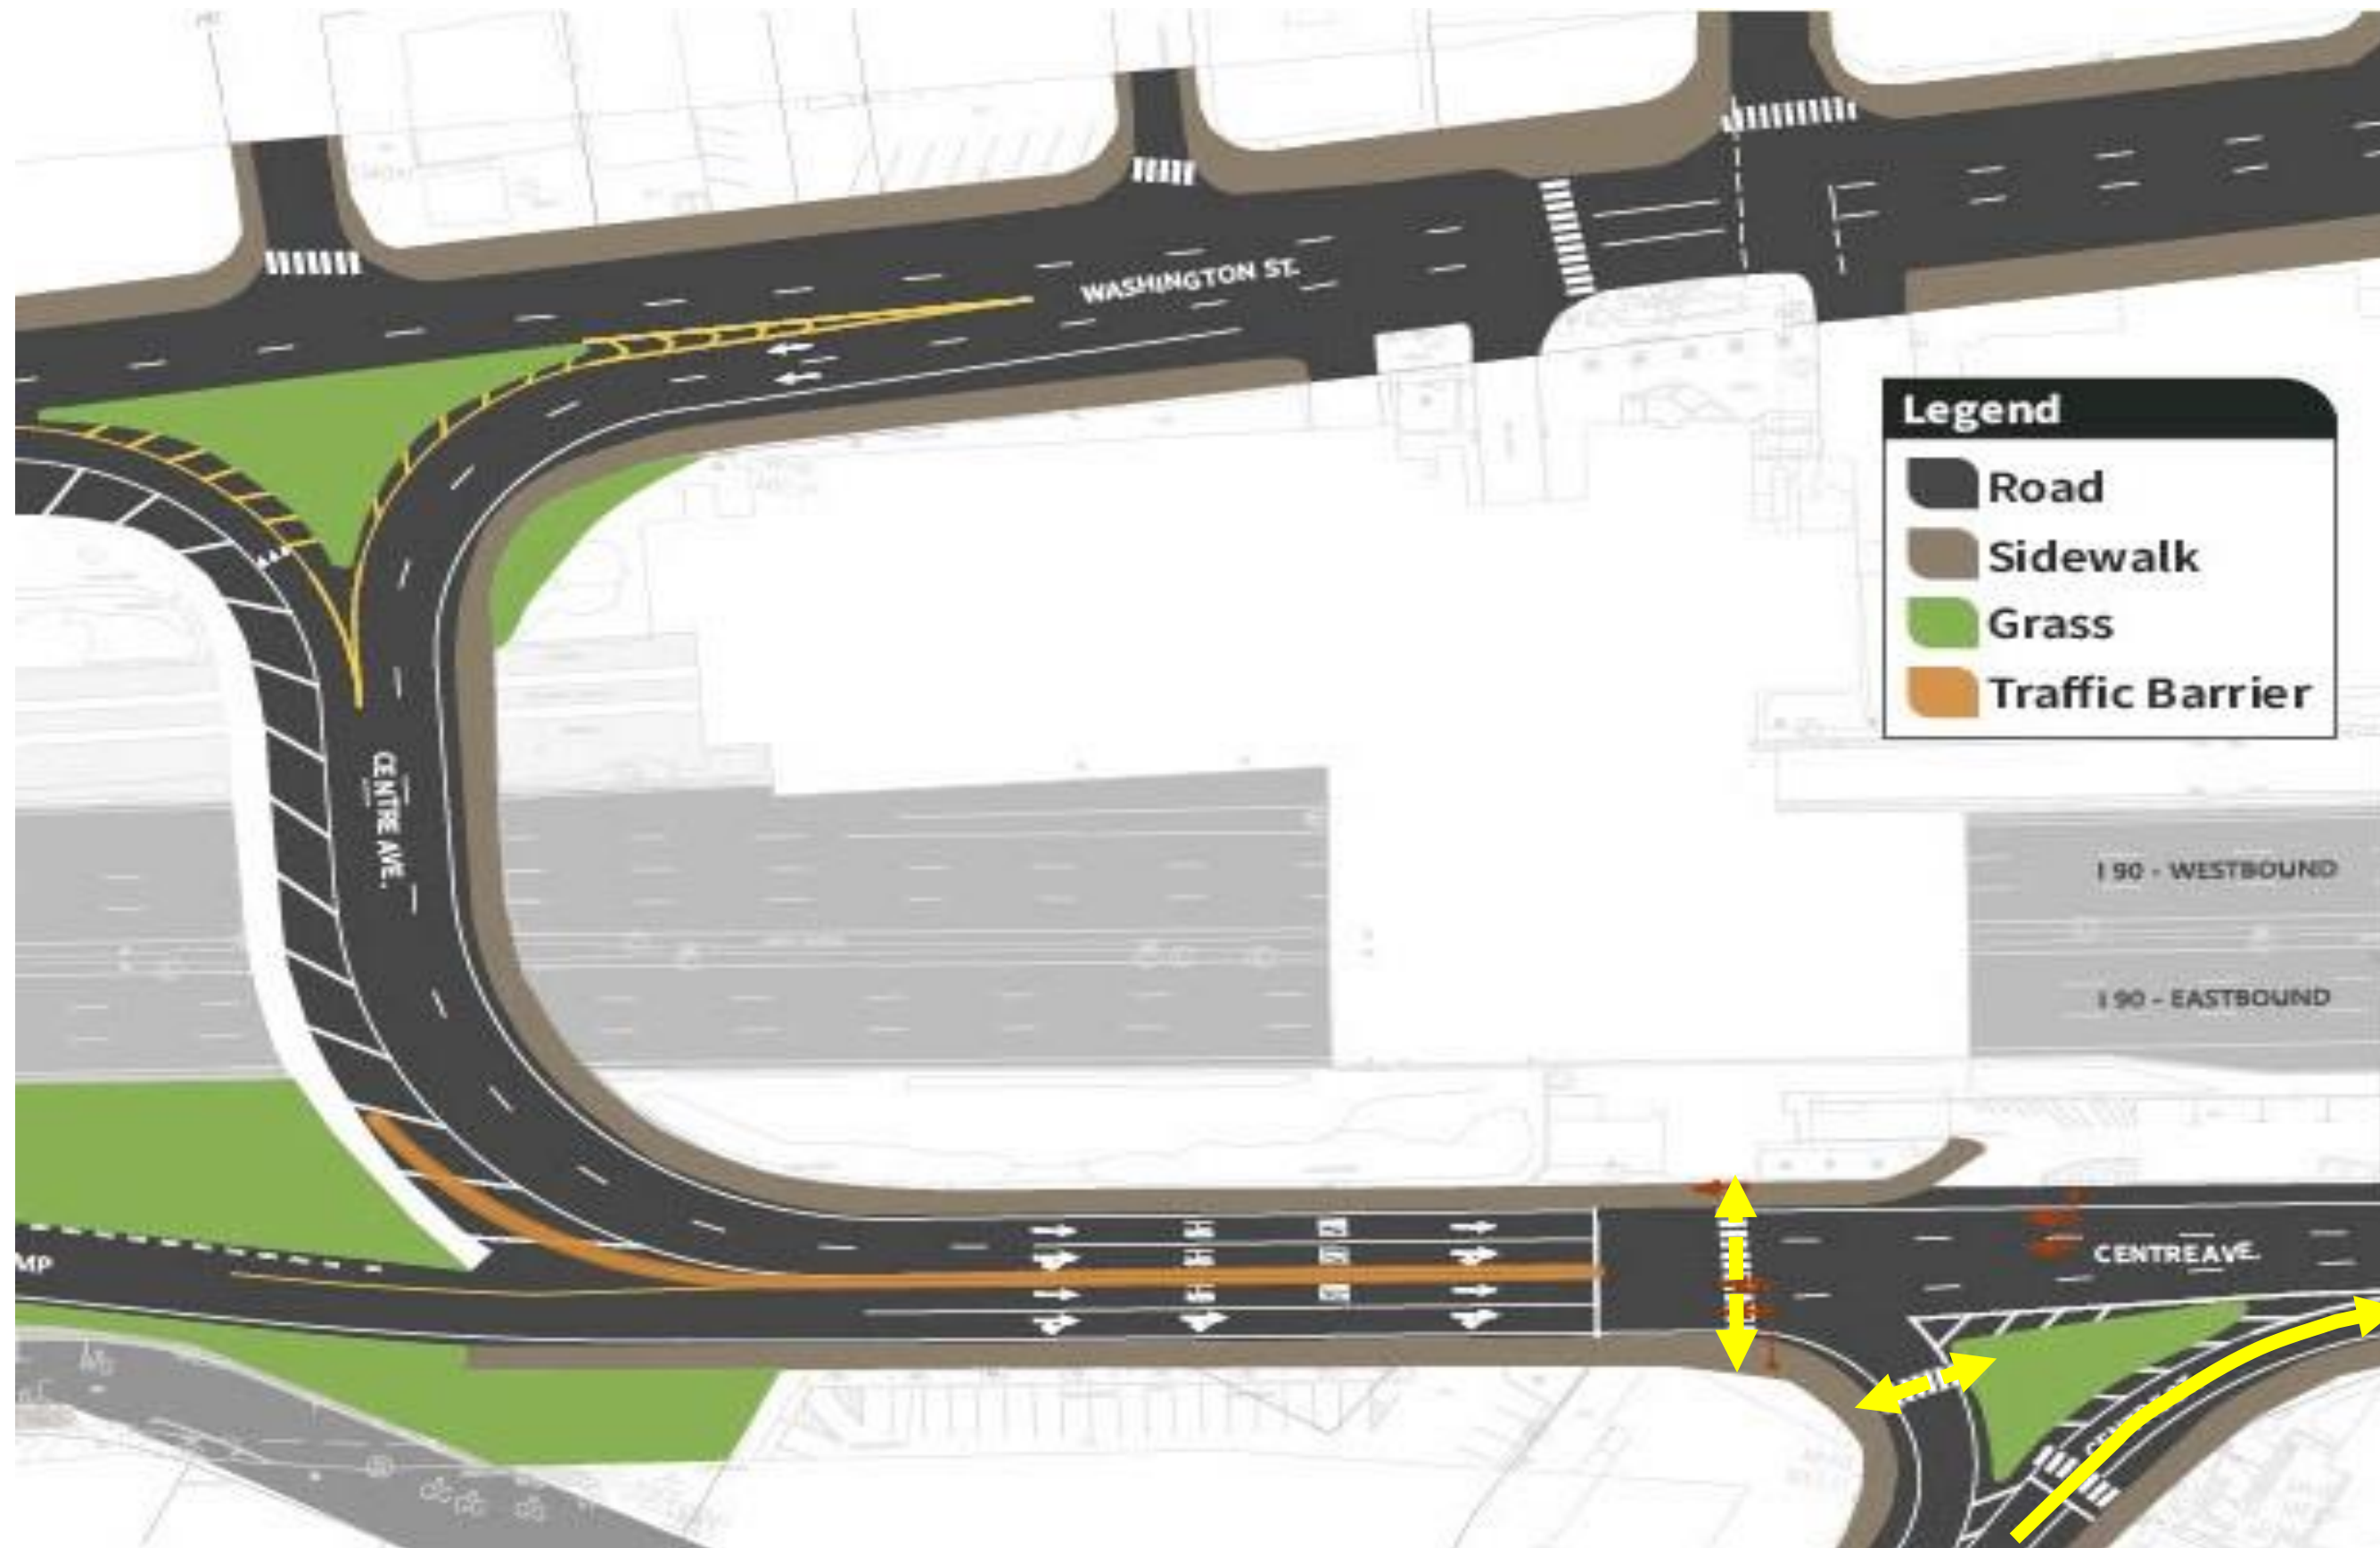 WASHINGTON ST.
Legend
Road
Sidewalk
Grass
Traffic Barrier
CENTRE AVE.
I 90 - WESTBOUND
I 90 - EASTBOUND
MP
CENTRE AVE.